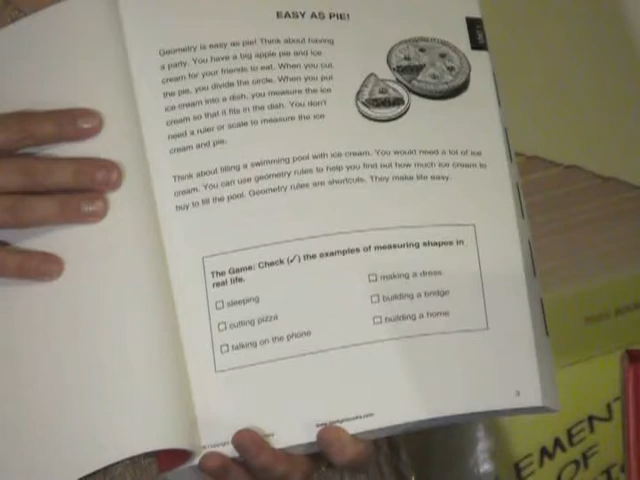 EASY AS PIE!
Geometry is easy as pie! Think about having
a party. You have a big apple pie and ice
cream for your friends to eat. When you cut
the pie, you divide the circle. When you put
ice cream into a dish, you measure the ice
cream so that it fits in the dish. You don't
need a ruler or scale to measure the ice
cream and pie.
Think about filling a swimming pool with ice cream. You would need a lot of ice
cream. You can use geometry rules to help you find out how much ice cream to
buy to fill the pool. Geometry rules are shortcuts. They make life easy.
The Game: Check (✓) the examples of measuring shapes in
real life.
☐ sleeping
☐ cutting pizza
☐ talking on the phone
☐ making a dress
☐ building a bridge
☐ building a home
3
EMENT
OF